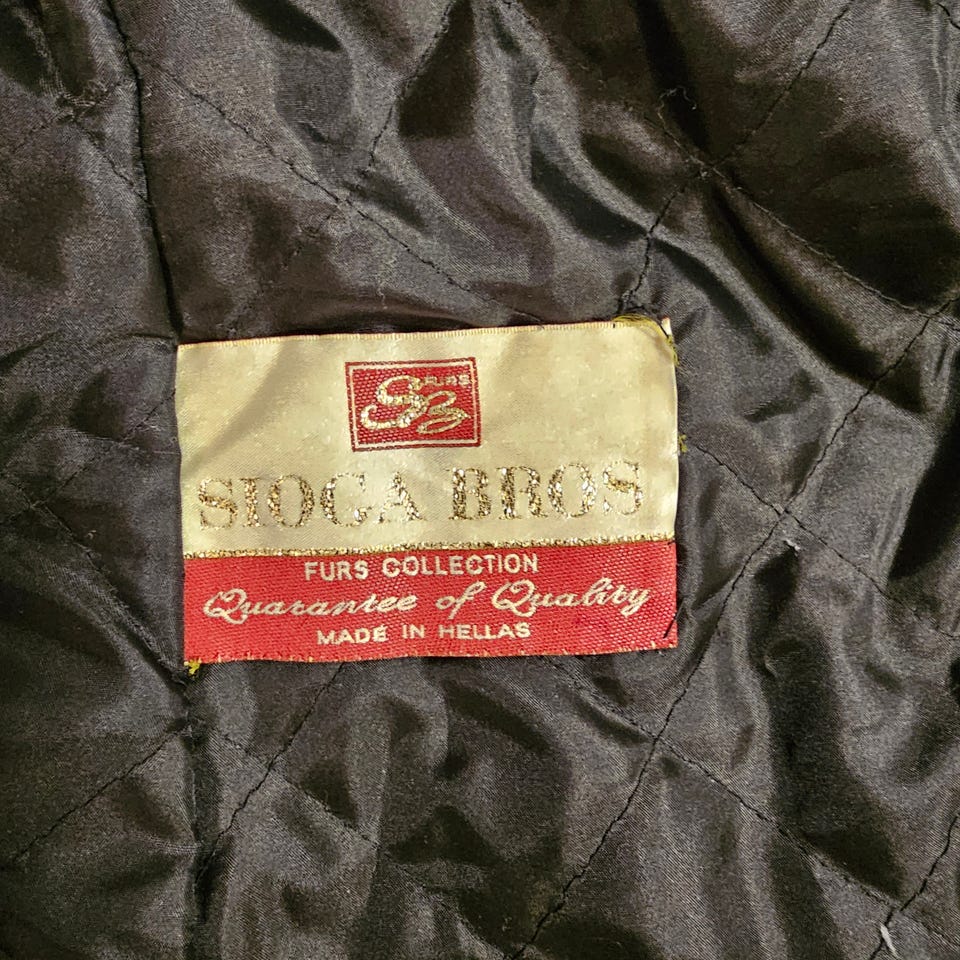 FURS
SB
SIOGA BROS
FURS COLLECTION
Quarantee of Quality
MADE IN HELLAS